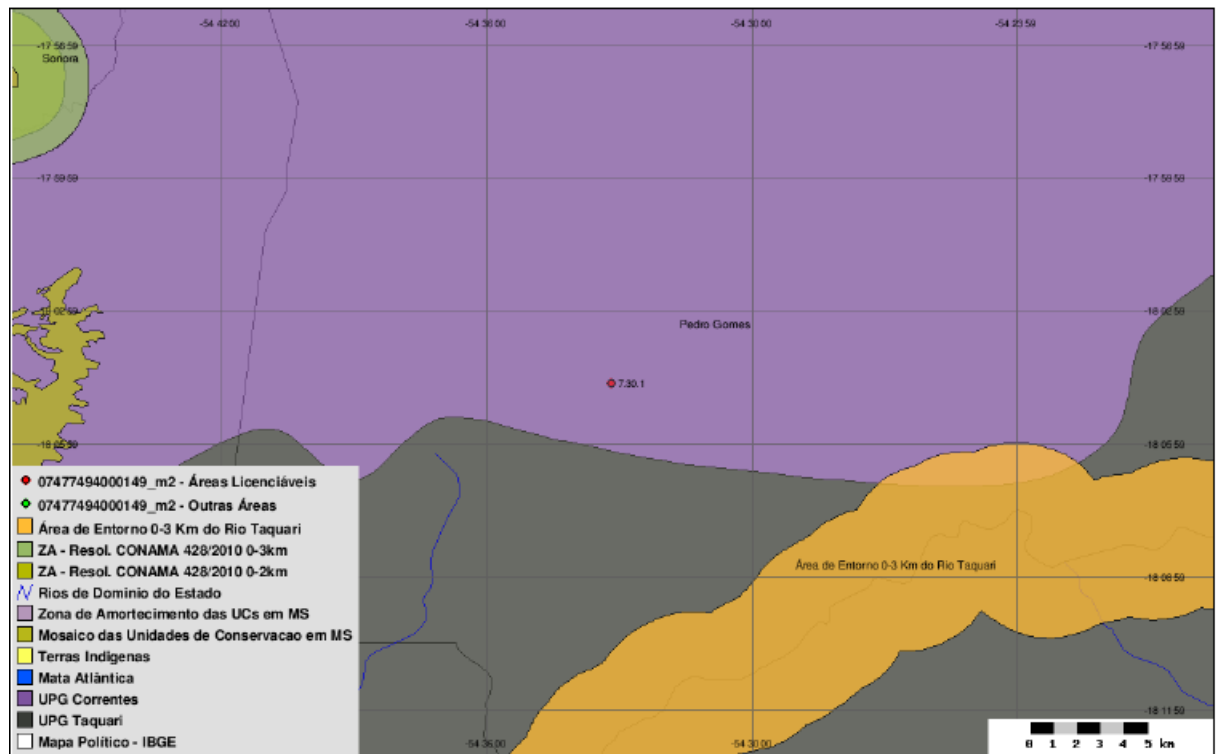 -54 42 00
-54 36 00
-54 30 00
-54 23 59
-17 56 59
-17 56 59
Sonora
-17 59 59
-17 59 59
-18 02 59
-18 02 59
Pedro Gomes
7.30.1
-18 05 59
-18 05 59
07477494000149_m2 - Áreas Licenciáveis
07477494000149_m2 - Outras Áreas
Área de Entorno 0-3 Km do Rio Taquari
ZA - Resol. CONAMA 428/2010 0-3km
ZA - Resol. CONAMA 428/2010 0-2km
Rios de Dominio do Estado
Zona de Amortecimento das UCs em MS
Mosaico das Unidades de Conservacao em MS
Terras Indígenas
Mata Atlântica
UPG Correntes
UPG Taquari
Mapa Político - IBGE
Área de Entorno 0-3 Km do Rio Taquari
-18 08 59
-18 11 59
-54 36 00
-54 30 00
0 1 2 3 4 5 km